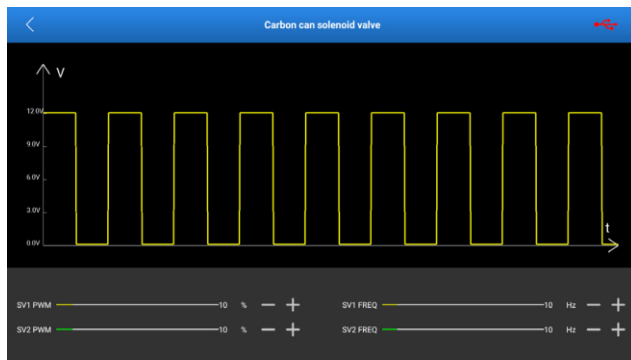 Carbon can solenoid valve
V
12.0V
9.0V
6.0V
3.0V
0.0V
t
SV1 PWM 10 % SV1 FREQ 10 Hz
SV2 PWM 10 % SV2 FREQ 10 Hz